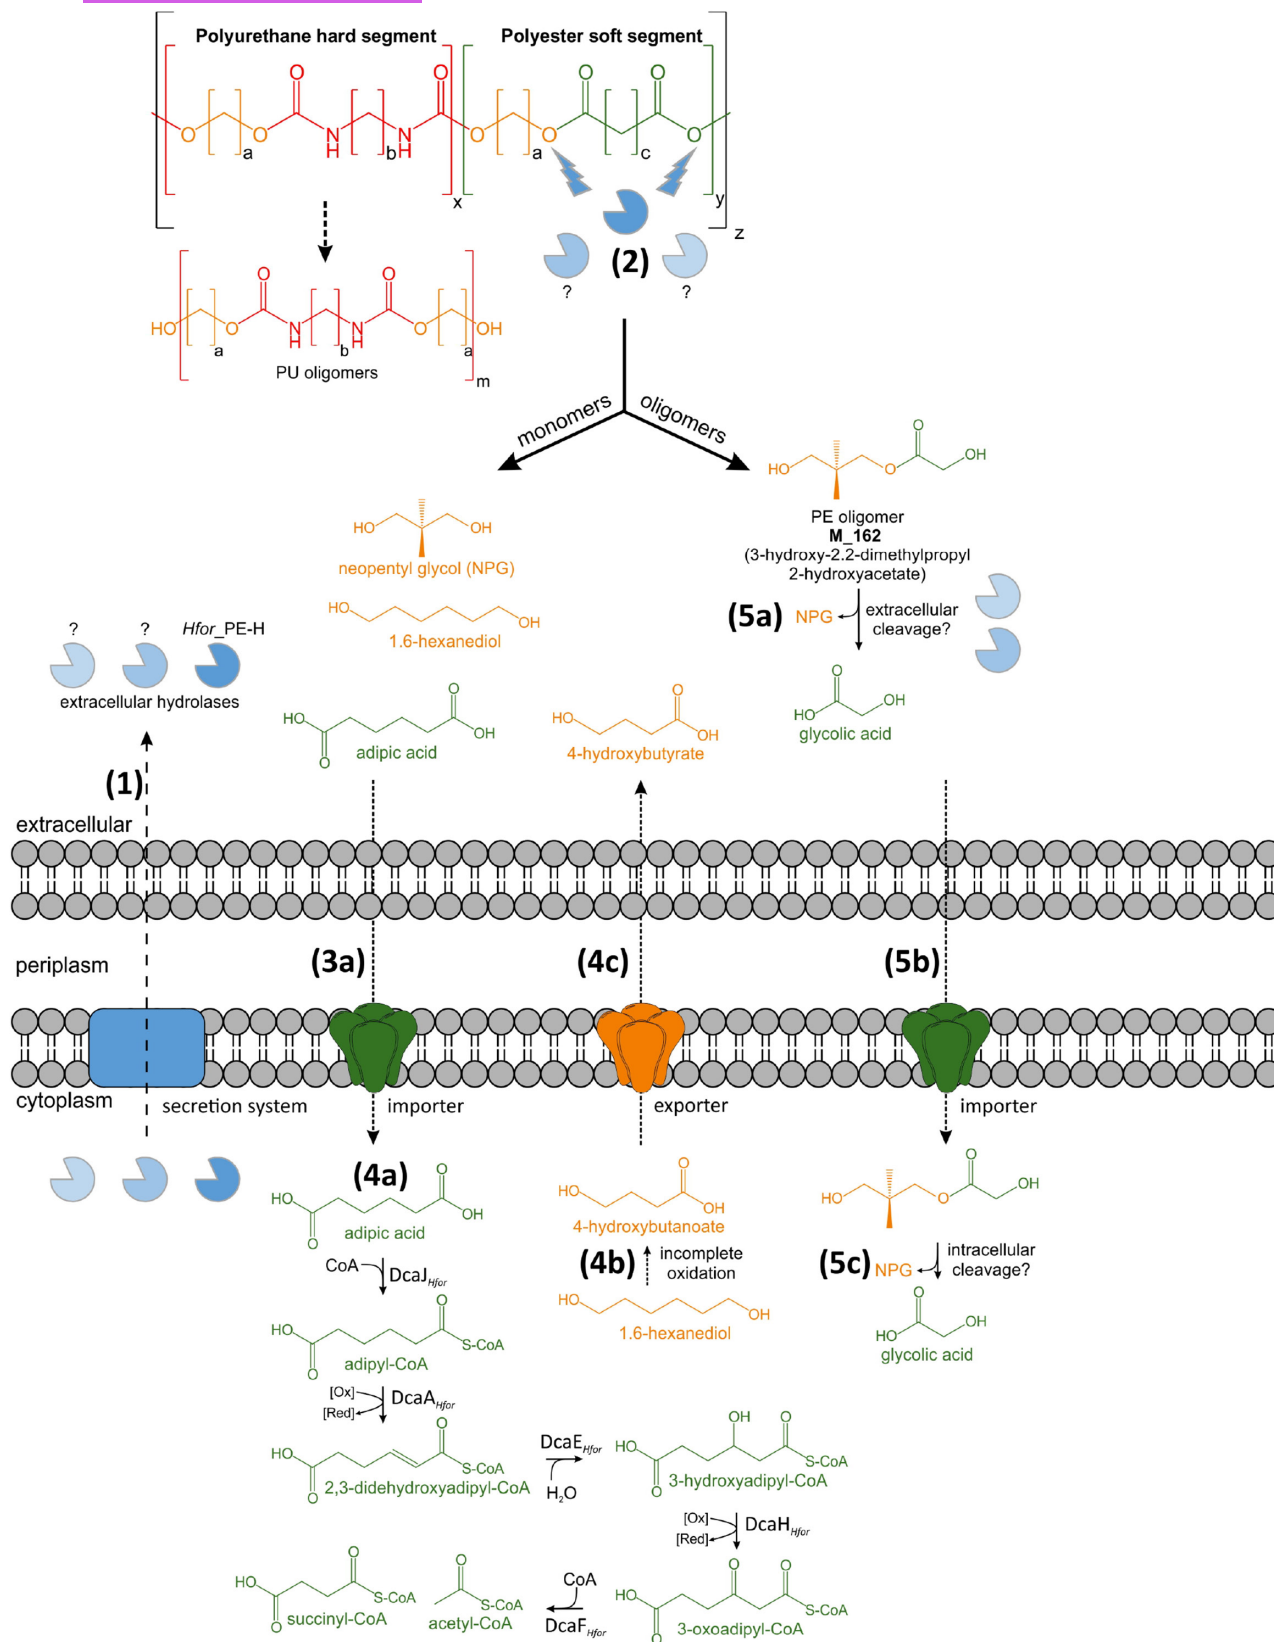 Polyurethane hard segment
Polyester soft segment
O
O
O
O
O
O
N
H
N
H
O
O
O
a
b
a
c
x
y
z
(2)
?
?
O
O
HO
O
N
H
N
H
O
OH
a
b
a
m
PU oligomers
monomers
oligomers
HO
O
O
OH
PE oligomer
M_162
(3-hydroxy-2.2-dimethylpropyl
2-hydroxyacetate)
HO
OH
neopentyl glycol (NPG)
HO
OH
1.6-hexanediol
(5a)
NPG
extracellular
cleavage?
?
?
Hfor_PE-H
extracellular hydrolases
HO
O
O
OH
adipic acid
HO
O
OH
4-hydroxybutyrate
O
HO
OH
glycolic acid
(1)
extracellular
periplasm
(3a)
(4c)
(5b)
cytoplasm
secretion system
importer
exporter
importer
(4a)
HO
O
O
OH
adipic acid
HO
O
OH
4-hydroxybutanoate
HO
O
O
OH
(4b)
incomplete
oxidation
(5c)
NPG
intracellular
cleavage?
CoA
DcaJHfor
HO
OH
1.6-hexanediol
O
HO
OH
glycolic acid
HO
O
O
S-CoA
adipyl-CoA
[Ox]
[Red]
DcaAHfor
HO
O
O
S-CoA
2,3-didehydroxyadipyl-CoA
DcaEHfor
H2O
HO
O
OH
O
S-CoA
3-hydroxyadipyl-CoA
[Ox]
[Red]
DcaHHfor
HO
O
O
S-CoA
succinyl-CoA
O
S-CoA
acetyl-CoA
CoA
DcaFHfor
HO
O
O
O
S-CoA
3-oxoadipyl-CoA